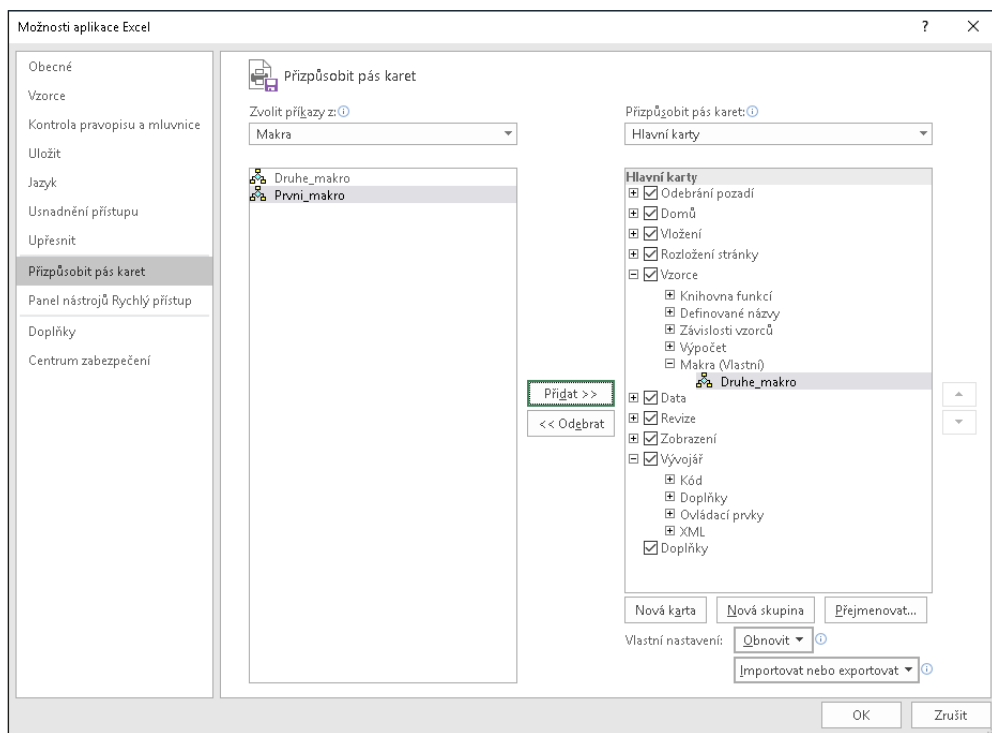 Možnosti aplikace Excel
?
Obecné
Vzorce
Kontrola pravopisu a mluvnice
Uložit
Jazyk
Usnadnění přístupu
Upřesnit
Přizpůsobit pás karet
Panel nástrojů Rychlý přístup
Doplňky
Centrum zabezpečení
Přizpůsobit pás karet
Zvolit příkazy z:
Makra
Druhe_makro
Prvni_makro
Přidat >>
<< Odebrat
Přizpůsobit pás karet:
Hlavní karty
Hlavní karty
Odebrání pozadí
Domů
Vložení
Rozložení stránky
Vzorce
Knihovna funkcí
Definované názvy
Závislosti vzorců
Výpočet
Makra (Vlastní)
Druhe_makro
Data
Revize
Zobrazení
Vývojář
Kód
Doplňky
Ovládací prvky
XML
Doplňky
Nová karta Nová skupina Přejmenovat...
Vlastní nastavení: Obnovit
Importovat nebo exportovat
OK Zrušit